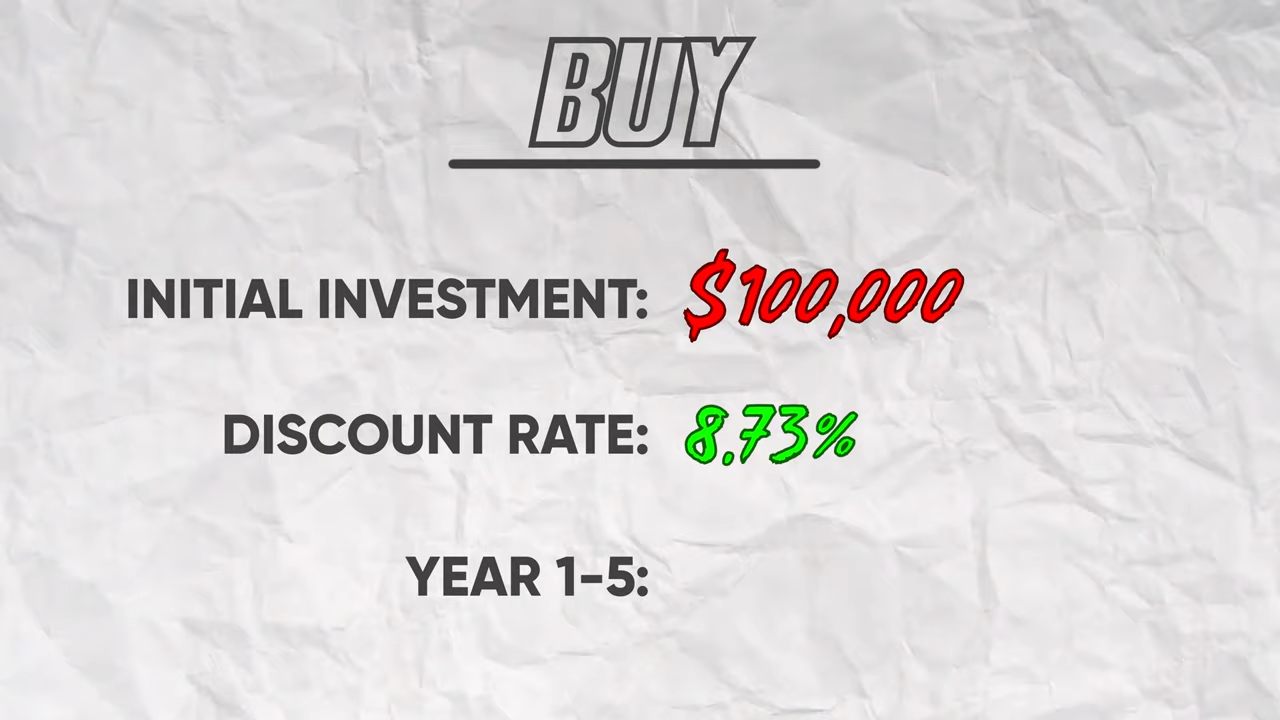 BUY
INITIAL INVESTMENT: $100,000
DISCOUNT RATE: 8.73%
YEAR 1-5: